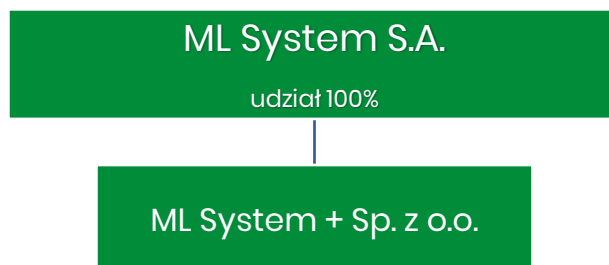 ML System S.A.
udział 100%
ML System + Sp. z o.o.